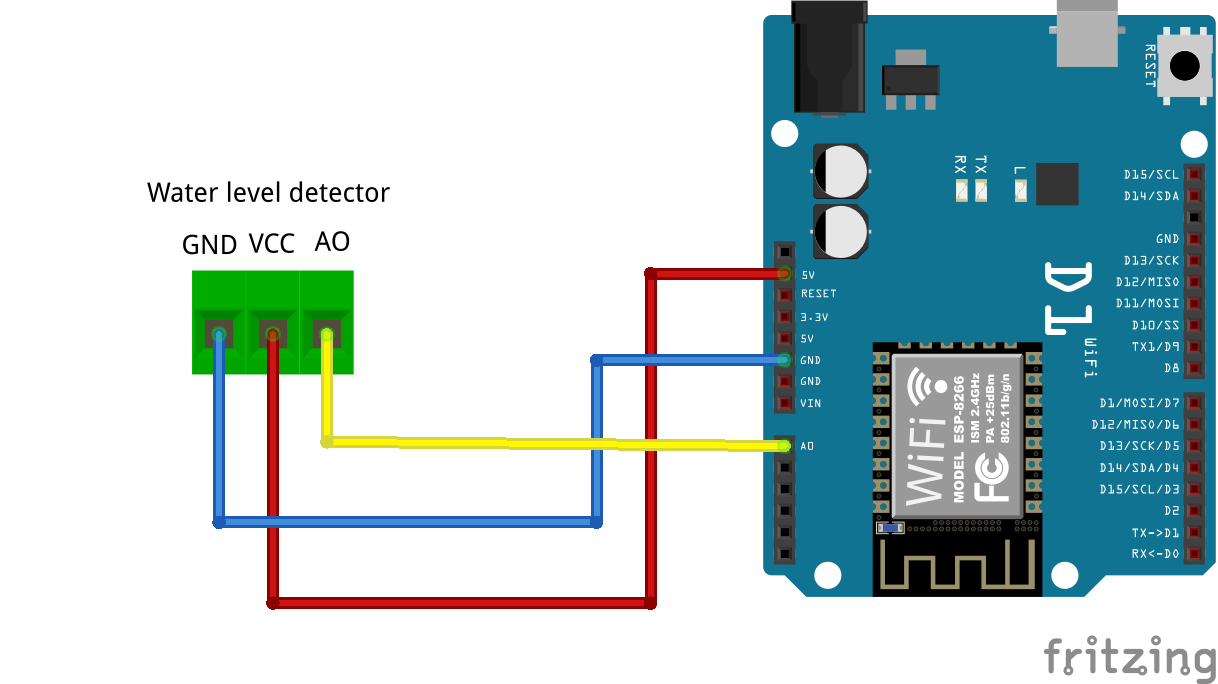 Water level detector
GND VCC AO
RESET
RX TX L
5V
RESET
3.3V
5V
GND
GND
VIN
AO
D15/SCL
D14/SDA
GND
D13/SCK
D12/MISO
D11/MOSI
D10/SS
TX1/D9
D8
D1/MOSI/D7
D12/MISO/D6
D13/SCK/D5
D14/SDA/D4
D15/SCL/D3
D2
TX->D1
RX<-D0
D1
WiFi
WiFi
MODEL ESP-8266
ISM 2.4GHz
PA +25dBm
802.11b/g/n
FC
fritzing